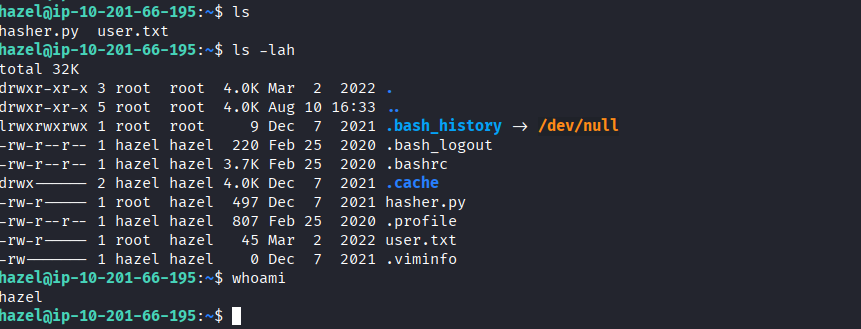 hazel@ip-10-201-66-195:~$ ls
hasher.py  user.txt
hazel@ip-10-201-66-195:~$ ls -lah
total 32K
drwxr-xr-x 3 root  root  4.0K Mar  2  2022 .
drwxr-xr-x 5 root  root  4.0K Aug 10 16:33 ..
lrwxrwxrwx 1 root  root     9 Dec  7  2021 .bash_history -> /dev/null
-rw-r--r-- 1 hazel hazel  220 Feb 25  2020 .bash_logout
-rw-r--r-- 1 hazel hazel 3.7K Feb 25  2020 .bashrc
drwx------ 2 hazel hazel 4.0K Dec  7  2021 .cache
-rw-r----- 1 root  hazel  497 Dec  7  2021 hasher.py
-rw-r--r-- 1 hazel hazel  807 Feb 25  2020 .profile
-rw-r----- 1 root  hazel   45 Mar  2  2022 user.txt
-rw------- 1 hazel hazel    0 Dec  7  2021 .viminfo
hazel@ip-10-201-66-195:~$ whoami
hazel
hazel@ip-10-201-66-195:~$